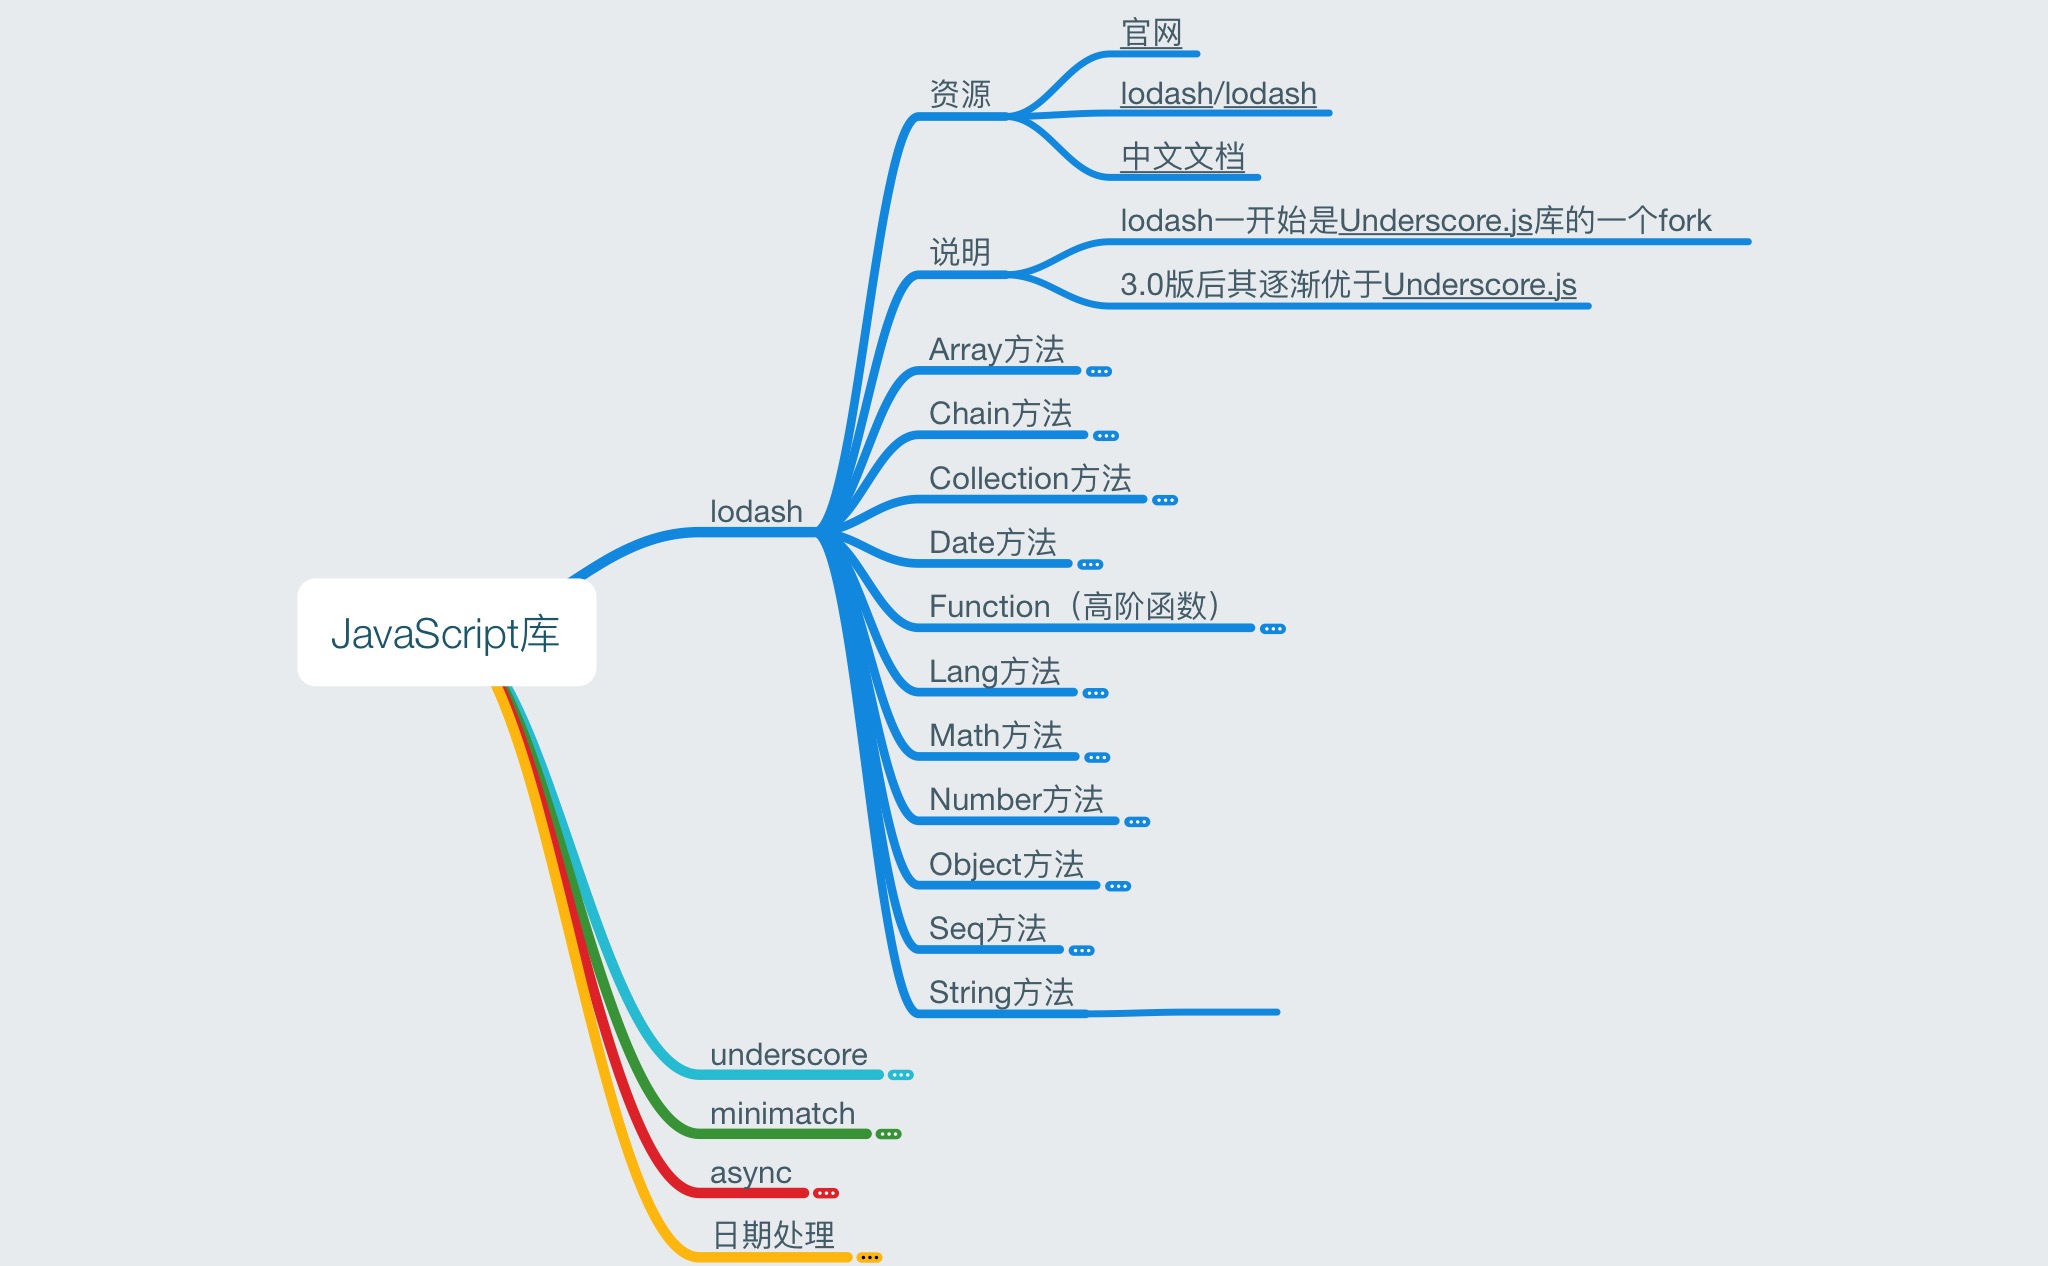 官网
资源
lodash/lodash
中文文档
lodash一开始是Underscore.js库的一个fork
说明
3.0版后其逐渐优于Underscore.js
Array方法
Chain方法
Collection方法
lodash
Date方法
Function（高阶函数）
JavaScript库
Lang方法
Math方法
Number方法
Object方法
Seq方法
String方法
underscore
minimatch
async
日期处理